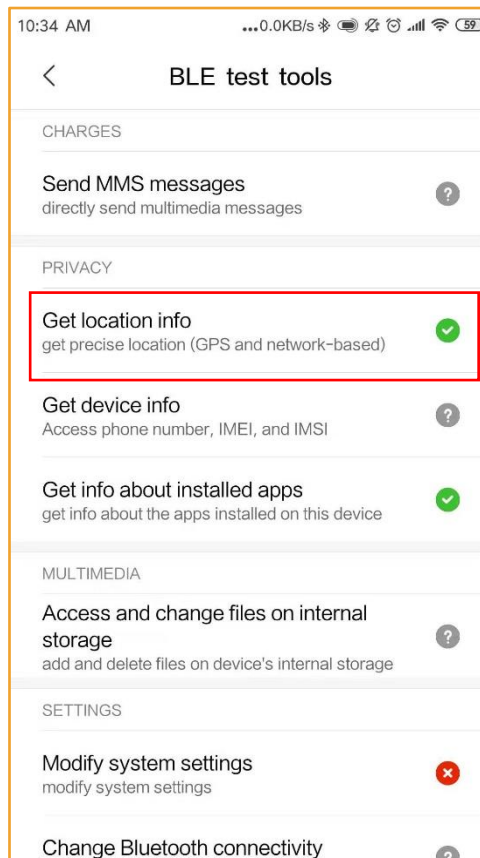 10:34 AM ...0.0KB/s 59
BLE test tools
CHARGES
Send MMS messages
directly send multimedia messages
PRIVACY
Get location info
get precise location (GPS and network-based)
Get device info
Access phone number, IMEI, and IMSI
Get info about installed apps
get info about the apps installed on this device
MULTIMEDIA
Access and change files on internal
storage
add and delete files on device's internal storage
SETTINGS
Modify system settings
modify system settings
Change Bluetooth connectivity